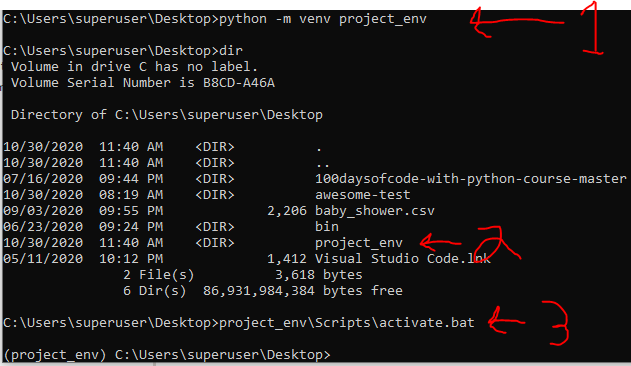 C:\Users\superuser\Desktop>python -m venv project_env 1
C:\Users\superuser\Desktop>dir
Volume in drive C has no label.
Volume Serial Number is B8CD-A46A
Directory of C:\Users\superuser\Desktop
10/30/2020 11:40 AM <DIR> .
10/30/2020 11:40 AM <DIR> ..
07/16/2020 09:44 PM <DIR> 100daysofcode-with-python-course-master
10/30/2020 08:19 AM <DIR> awesome-test
09/03/2020 09:55 PM 2,206 baby_shower.csv
06/23/2020 09:24 PM <DIR> bin
10/30/2020 11:40 AM <DIR> project_env 2
05/11/2020 10:12 PM 1,412 Visual Studio Code.lnk
2 File(s) 3,618 bytes
6 Dir(s) 86,931,984,384 bytes free
C:\Users\superuser\Desktop>project_env\Scripts\activate.bat 3
(project_env) C:\Users\superuser\Desktop>